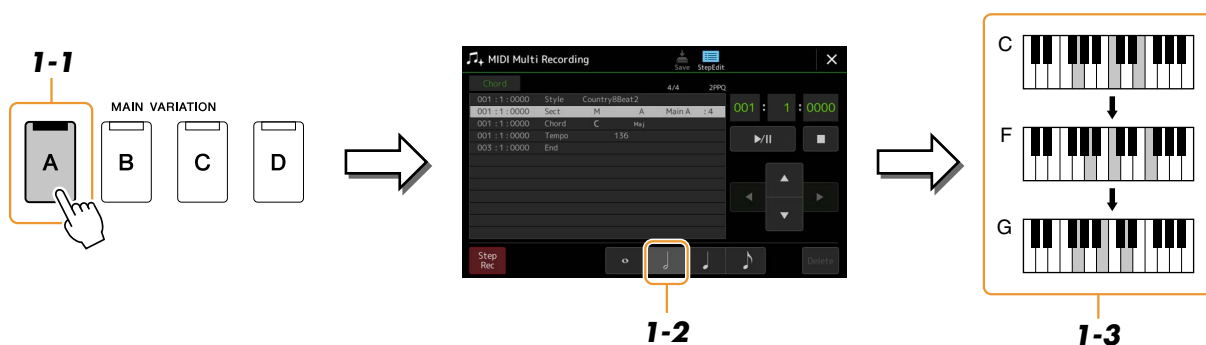 1-1
MAIN VARIATION
A
B
C
D
MIDI Multi Recording
Save
StepEdit
Chord
4/4
2PPQ
001 : 1 : 0000 Style Country8Beat2
001 : 1 : 0000 Sect M A Main A : 4
001 : 1 : 0000 Chord C Maj
001 : 1 : 0000 Tempo 136
003 : 1 : 0000 End
001 : 1 : 0000
Step
Rec
Delete
1-2
C
F
G
1-3